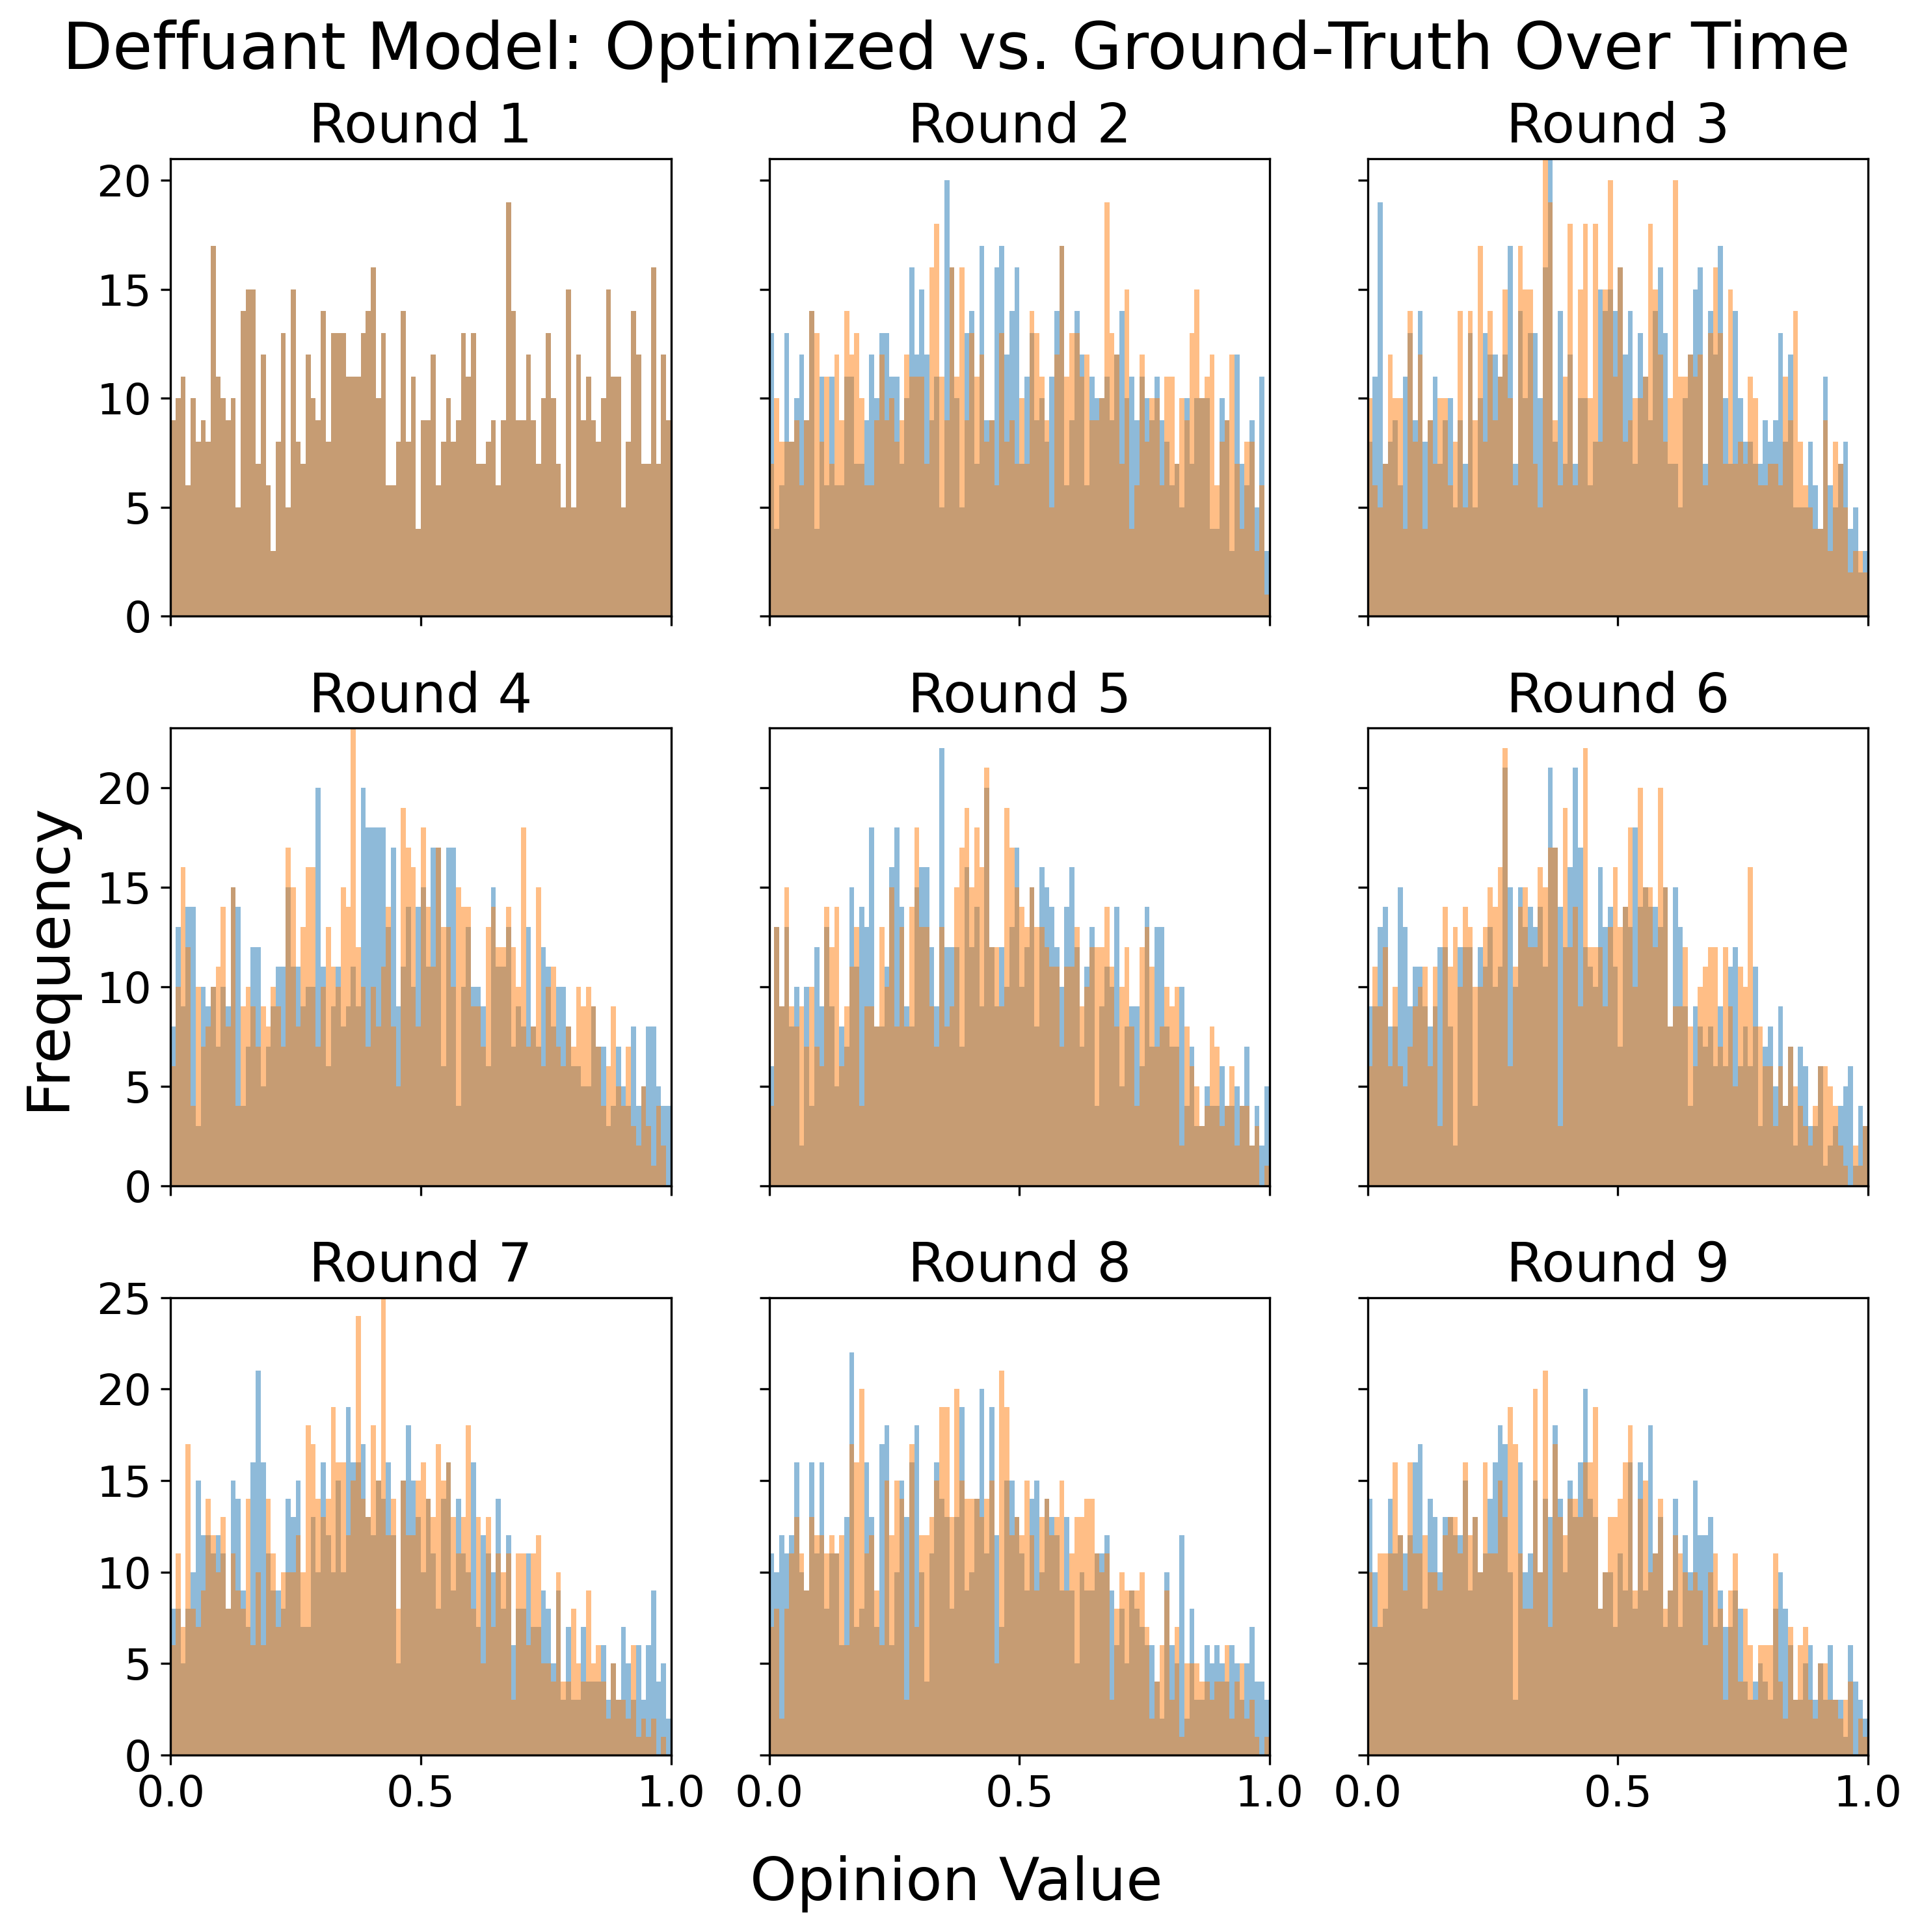 Deffuant Model: Optimized vs. Ground-Truth Over Time
Round 1
Round 2
Round 3
20
15
10
5
0
Round 4
Round 5
Round 6
Frequency
20
15
10
5
0
Round 7
Round 8
Round 9
25
20
15
10
5
0
0.0 0.5 1.0 0.0 0.5 1.0 0.0 0.5 1.0
Opinion Value